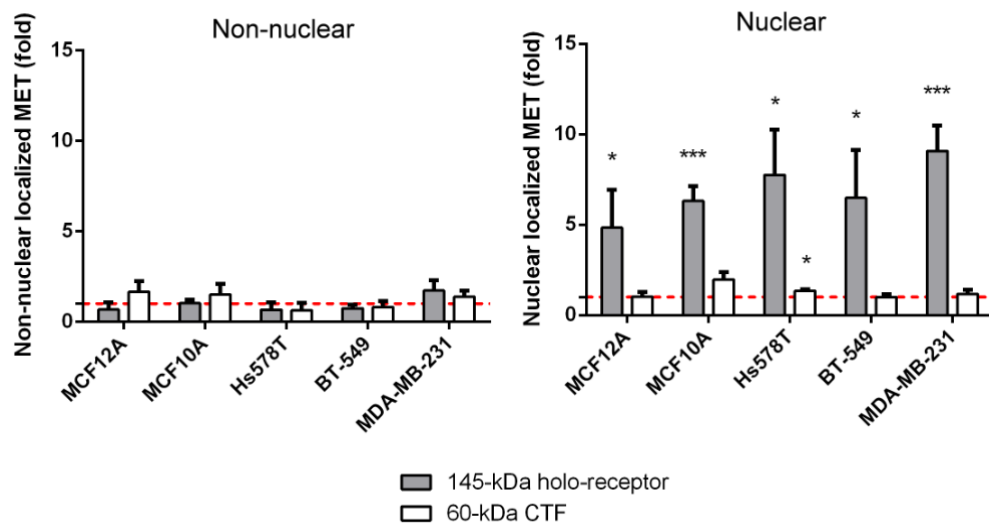 Non-nuclear
Non-nuclear localized MET (fold)
15
10
5
0
MCF12A
MCF10A
Hs578T
BT-549
MDA-MB-231
Nuclear
Nuclear localized MET (fold)
15
10
5
0
*
***
*
*
*
***
MCF12A
MCF10A
Hs578T
BT-549
MDA-MB-231
145-kDa holo-receptor
60-kDa CTF